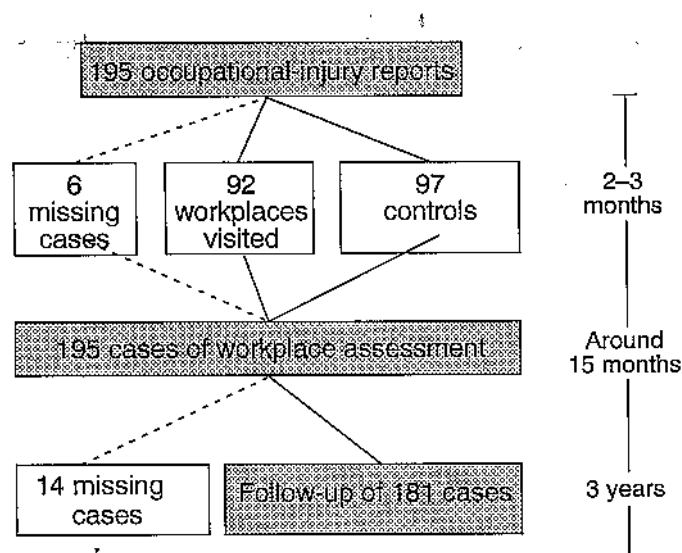 195 occupational-injury reports
6
missing
cases
92
workplaces
visited
97
controls
2–3
months
195 cases of workplace assessment
Around
15 months
14 missing
cases
Follow-up of 181 cases
3 years